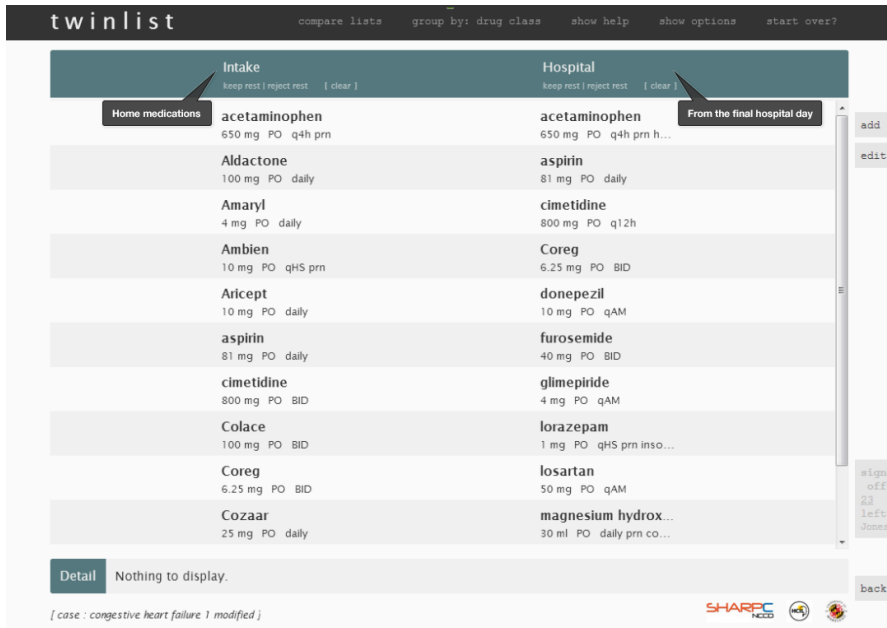 twinlist compare lists group by: drug class show help show options start over?
Intake Hospital
keep rest | reject rest [ clear ] keep rest | reject rest [ clear ]
Home medications From the final hospital day
acetaminophen acetaminophen
650 mg PO q4h prn 650 mg PO q4h prn h...
add
Aldactone aspirin
100 mg PO daily 81 mg PO daily
edit
Amaryl cimetidine
4 mg PO daily 800 mg PO q12h
Ambien Coreg
10 mg PO qHS prn 6.25 mg PO BID
Aricept donepezil
10 mg PO daily 10 mg PO qAM
aspirin furosemide
81 mg PO daily 40 mg PO BID
cimetidine glimepiride
800 mg PO BID 4 mg PO qAM
Colace lorazepam
100 mg PO BID 1 mg PO qHS prn inso...
Coreg losartan
6.25 mg PO BID 50 mg PO qAM
Cozaar magnesium hydrox...
25 mg PO daily 30 ml PO daily prn co...
sign
off
23
left
Jones
Detail Nothing to display.
back
[ case : congestive heart failure 1 modified ]
SHARPC
NCCD
HCIL